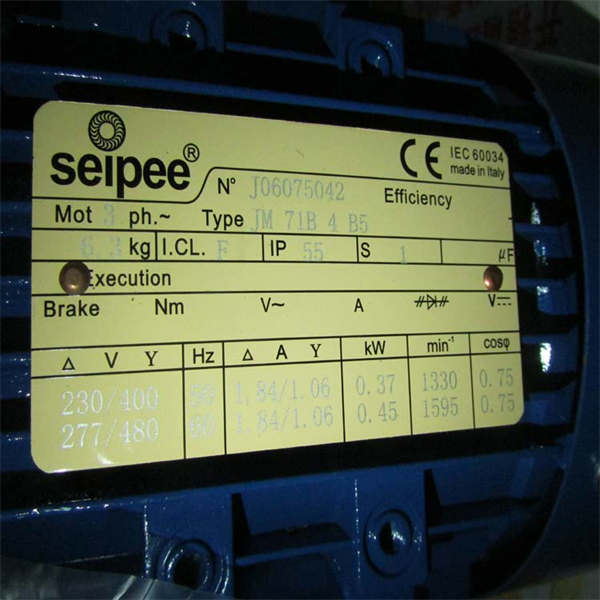 seipee®
CE IEC 60034
made in Italy
N° J06075042 Efficiency
Mot 3 ph.~ Type JM 71B 4 B5
6.3 kg I.CL. F IP 55 S 1 µF
Execution
Brake Nm V~ A V⎓
Δ V Y Hz Δ A Y kW min⁻¹ cosφ
230/400 50 1.84/1.06 0.37 1330 0.75
277/480 60 1.84/1.06 0.45 1595 0.75